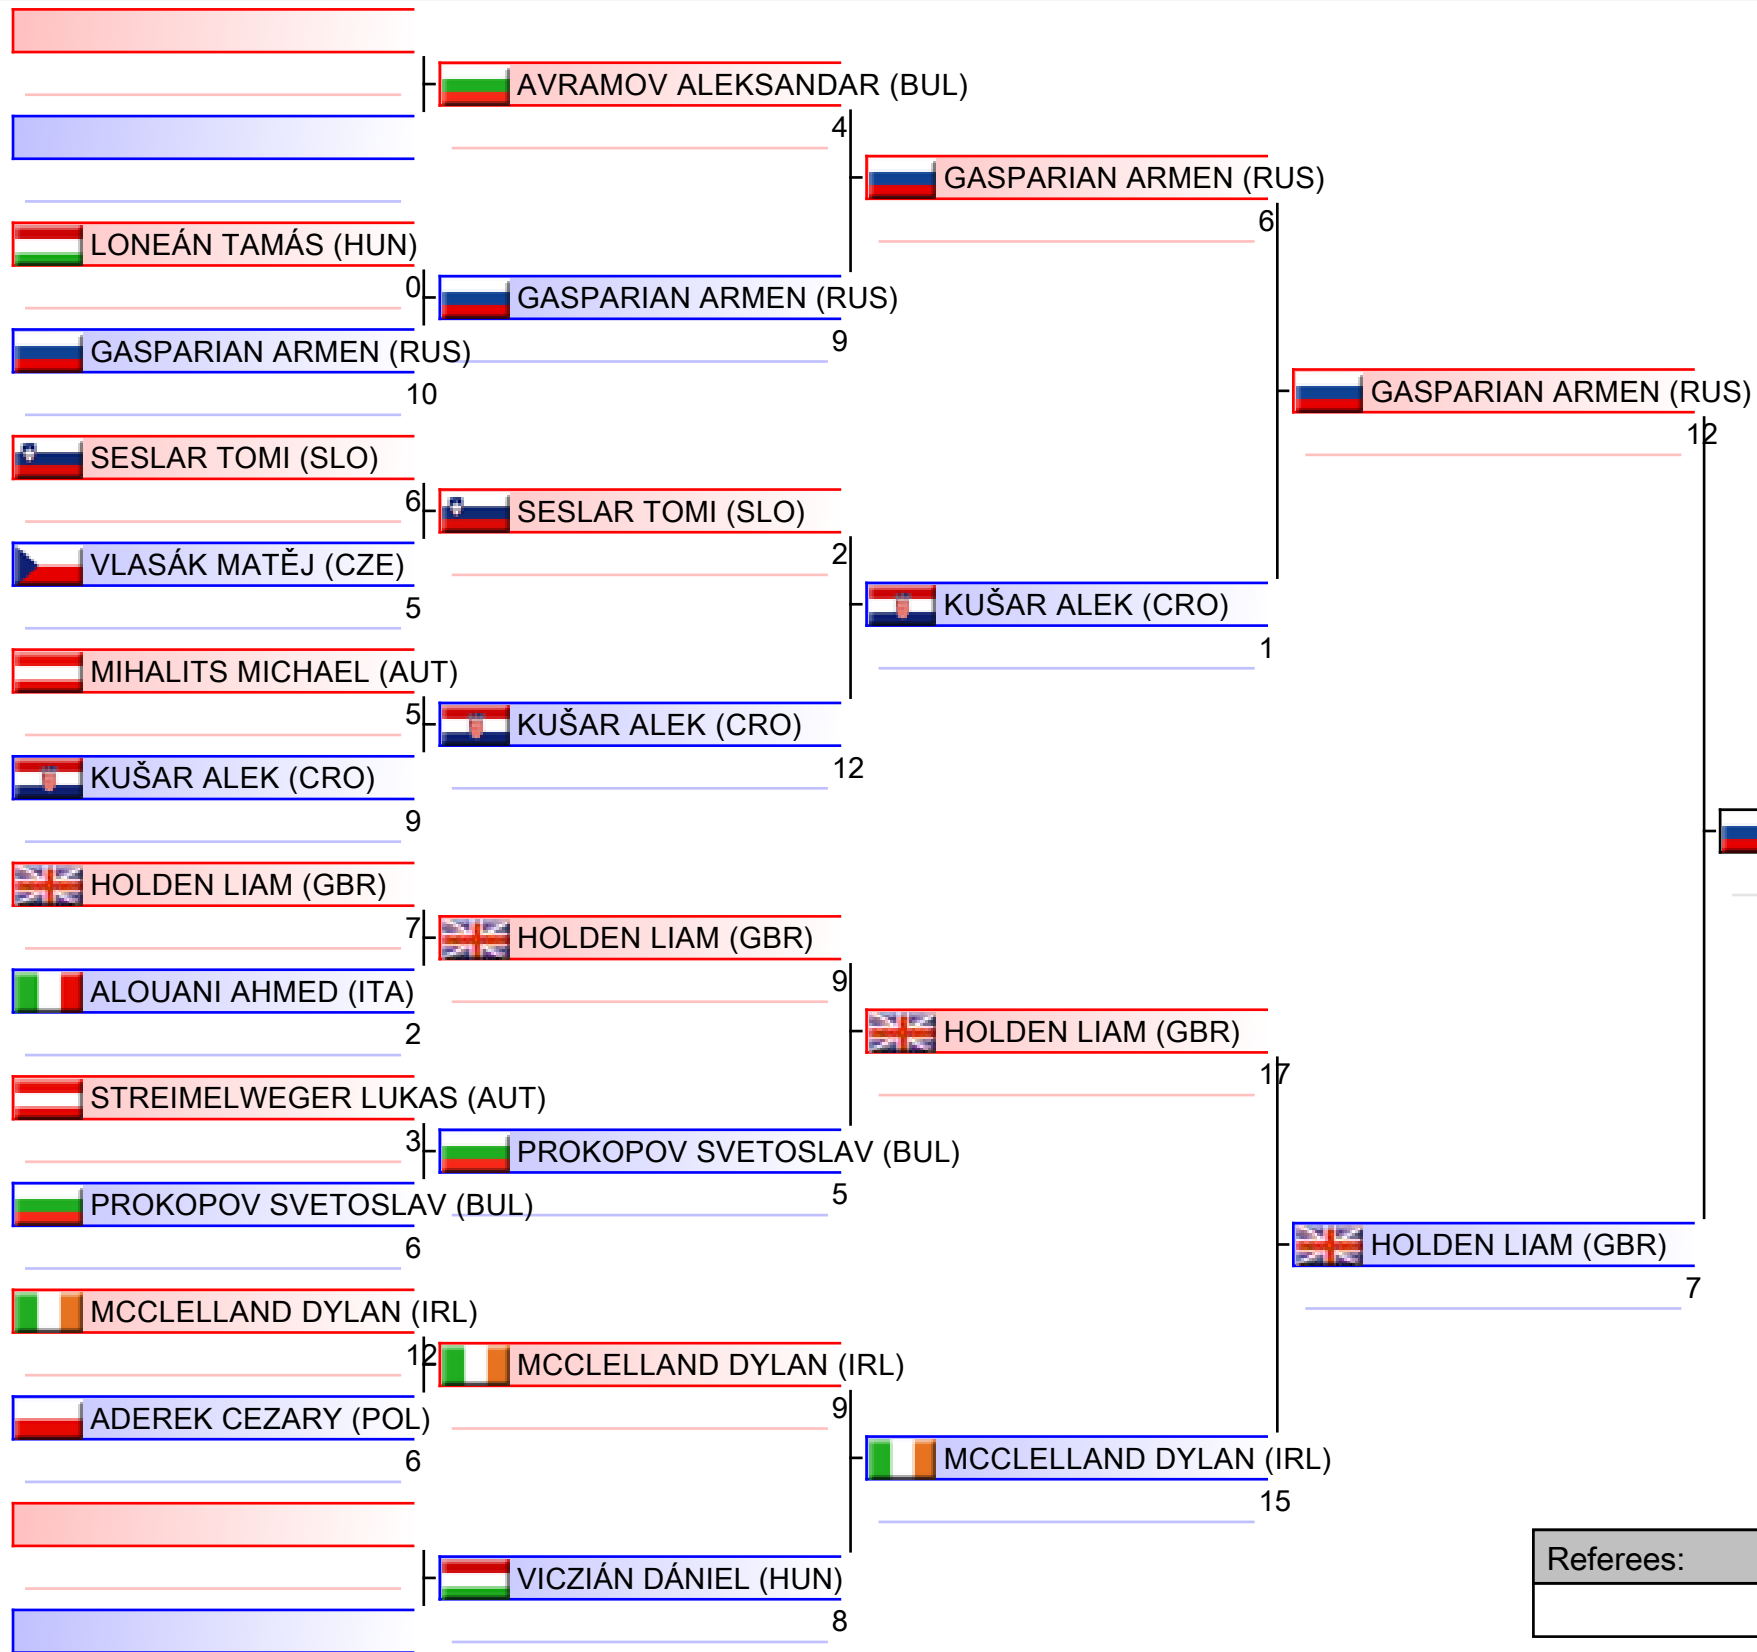 AVRAMOV ALEKSANDAR (BUL)
4
GASPARIAN ARMEN (RUS)
6
LONEÁN TAMÁS (HUN)
0
GASPARIAN ARMEN (RUS)
9
GASPARIAN ARMEN (RUS)
10
GASPARIAN ARMEN (RUS)
12
SESLAR TOMI (SLO)
6
SESLAR TOMI (SLO)
2
VLASÁK MATĚJ (CZE)
5
KUŠAR ALEK (CRO)
1
MIHALITS MICHAEL (AUT)
5
KUŠAR ALEK (CRO)
12
KUŠAR ALEK (CRO)
9
HOLDEN LIAM (GBR)
7
HOLDEN LIAM (GBR)
9
ALOUANI AHMED (ITA)
2
HOLDEN LIAM (GBR)
17
STREIMELWEGER LUKAS (AUT)
3
PROKOPOV SVETOSLAV (BUL)
5
PROKOPOV SVETOSLAV (BUL)
6
HOLDEN LIAM (GBR)
7
MCCLELLAND DYLAN (IRL)
12
MCCLELLAND DYLAN (IRL)
9
ADEREK CEZARY (POL)
6
MCCLELLAND DYLAN (IRL)
15
VICZIÁN DÁNIEL (HUN)
8
Referees: